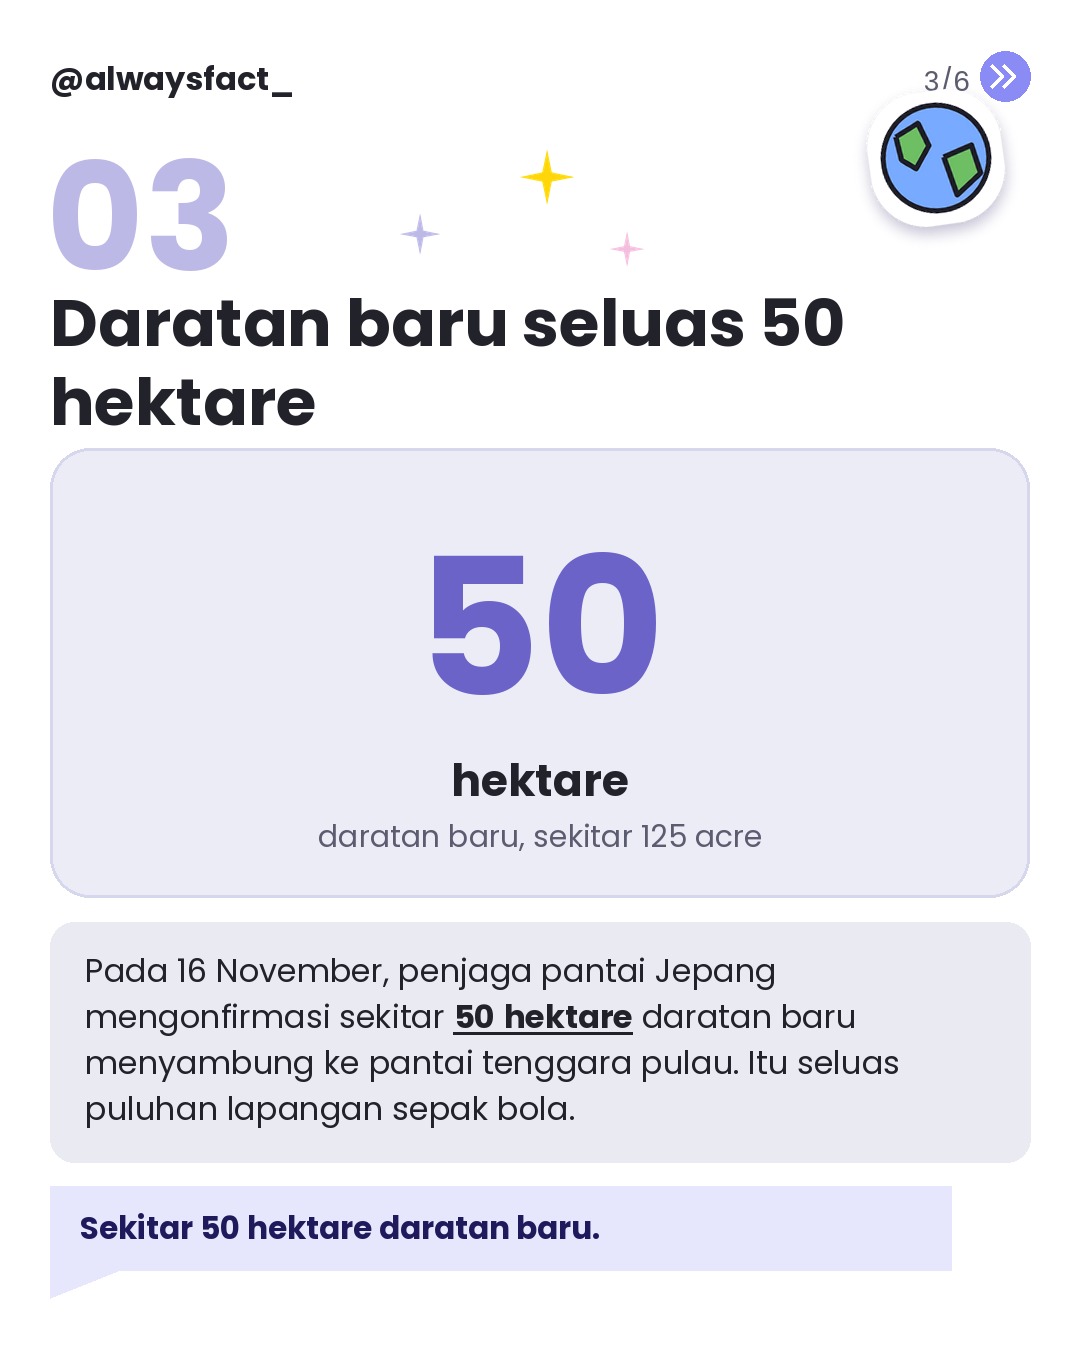 @alwaysfact_
3/6
03
Daratan baru seluas 50
hektare
50
hektare
daratan baru, sekitar 125 acre
Pada 16 November, penjaga pantai Jepang
mengonfirmasi sekitar 50 hektare daratan baru
menyambung ke pantai tenggara pulau. Itu seluas
puluhan lapangan sepak bola.
Sekitar 50 hektare daratan baru.